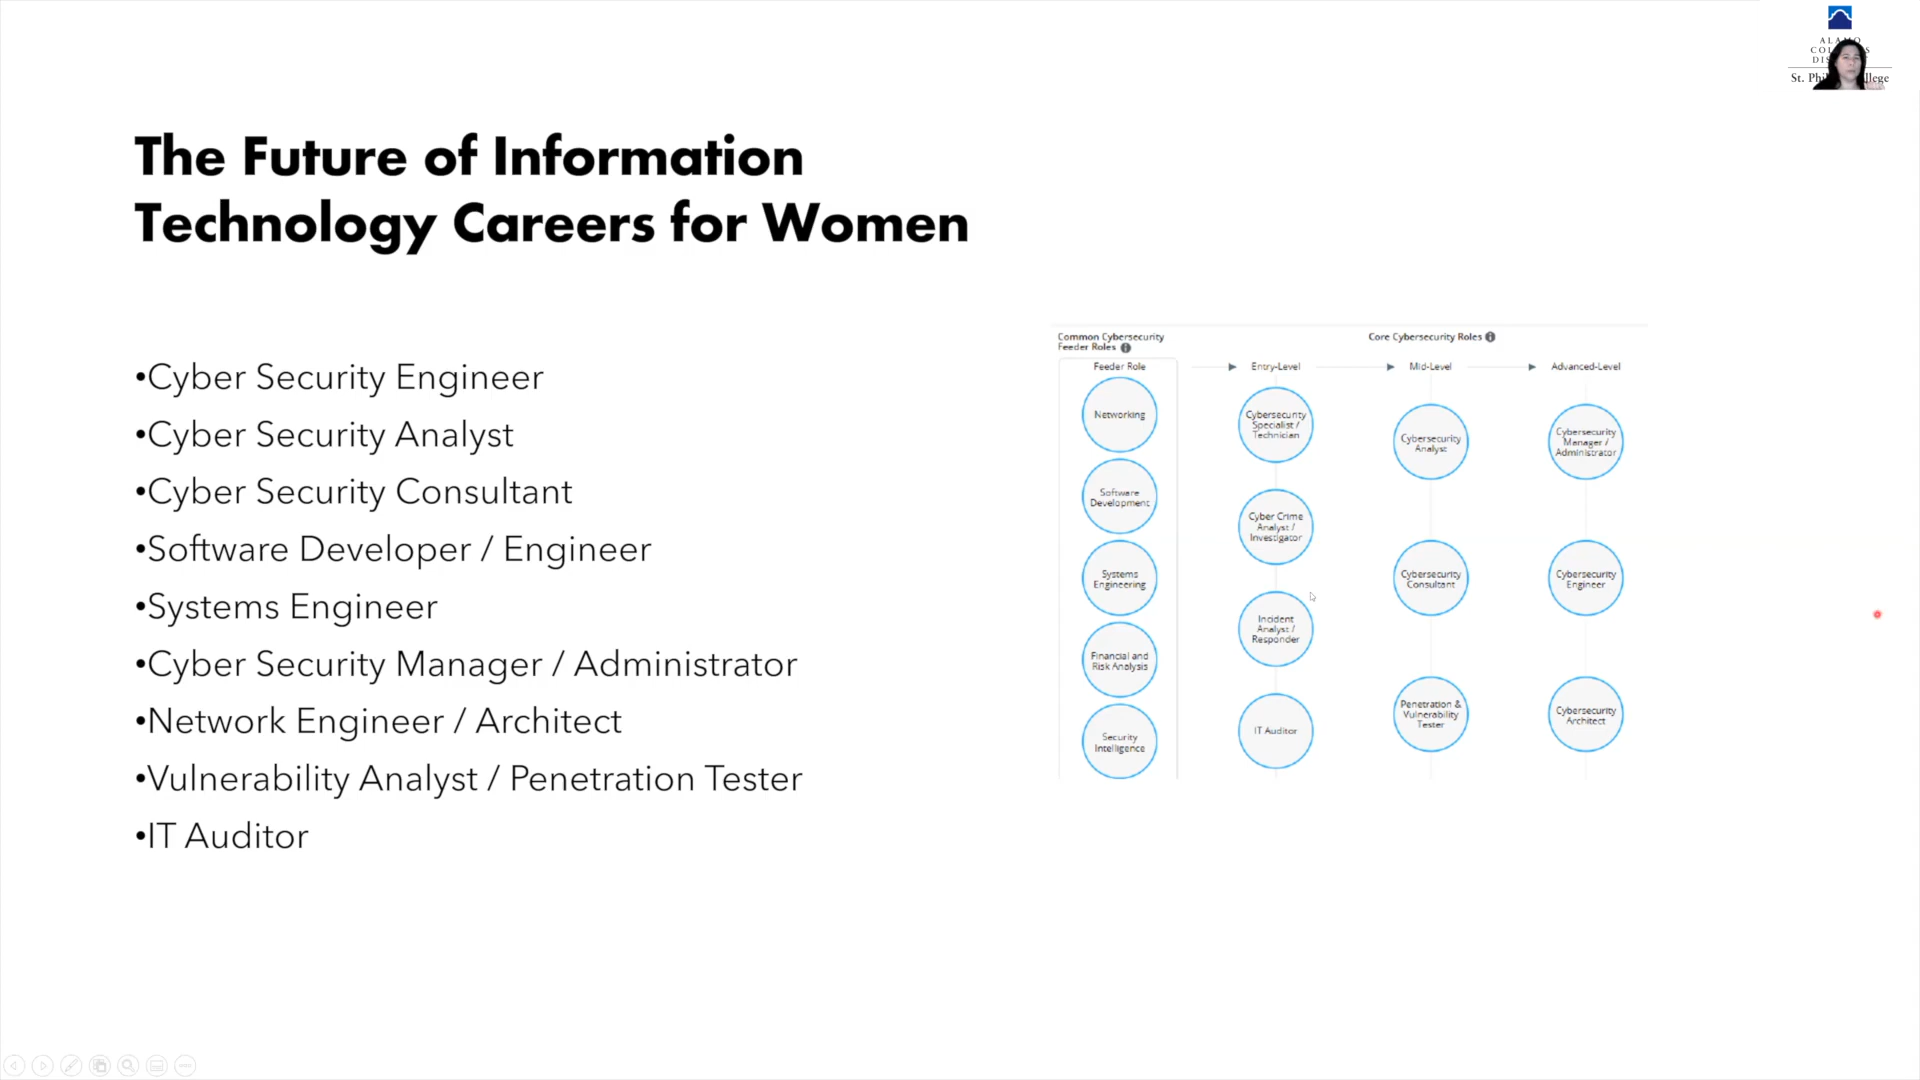 ALAMO
The Future of Information
Technology Careers for Women
•Cyber Security Engineer
•Cyber Security Analyst
•Cyber Security Consultant
•Software Developer / Engineer
•Systems Engineer
•Cyber Security Manager / Administrator
•Network Engineer / Architect
•Vulnerability Analyst / Penetration Tester
•IT Auditor
Common Cybersecurity
Feeder Roles
Core Cybersecurity Roles
Feeder Role
Networking
Software
Development
Systems
Engineering
Financial and
Risk Analysis
Security
Intelligence
Entry-Level
Cybersecurity
Specialist /
Technician
Cyber Crime
Analyst /
Investigator
Incident
Analyst /
Responder
IT Auditor
Mid-Level
Cybersecurity
Analyst
Cybersecurity
Consultant
Penetration &
Vulnerability
Tester
Advanced-Level
Cybersecurity
Manager /
Administrator
Cybersecurity
Engineer
Cybersecurity
Architect